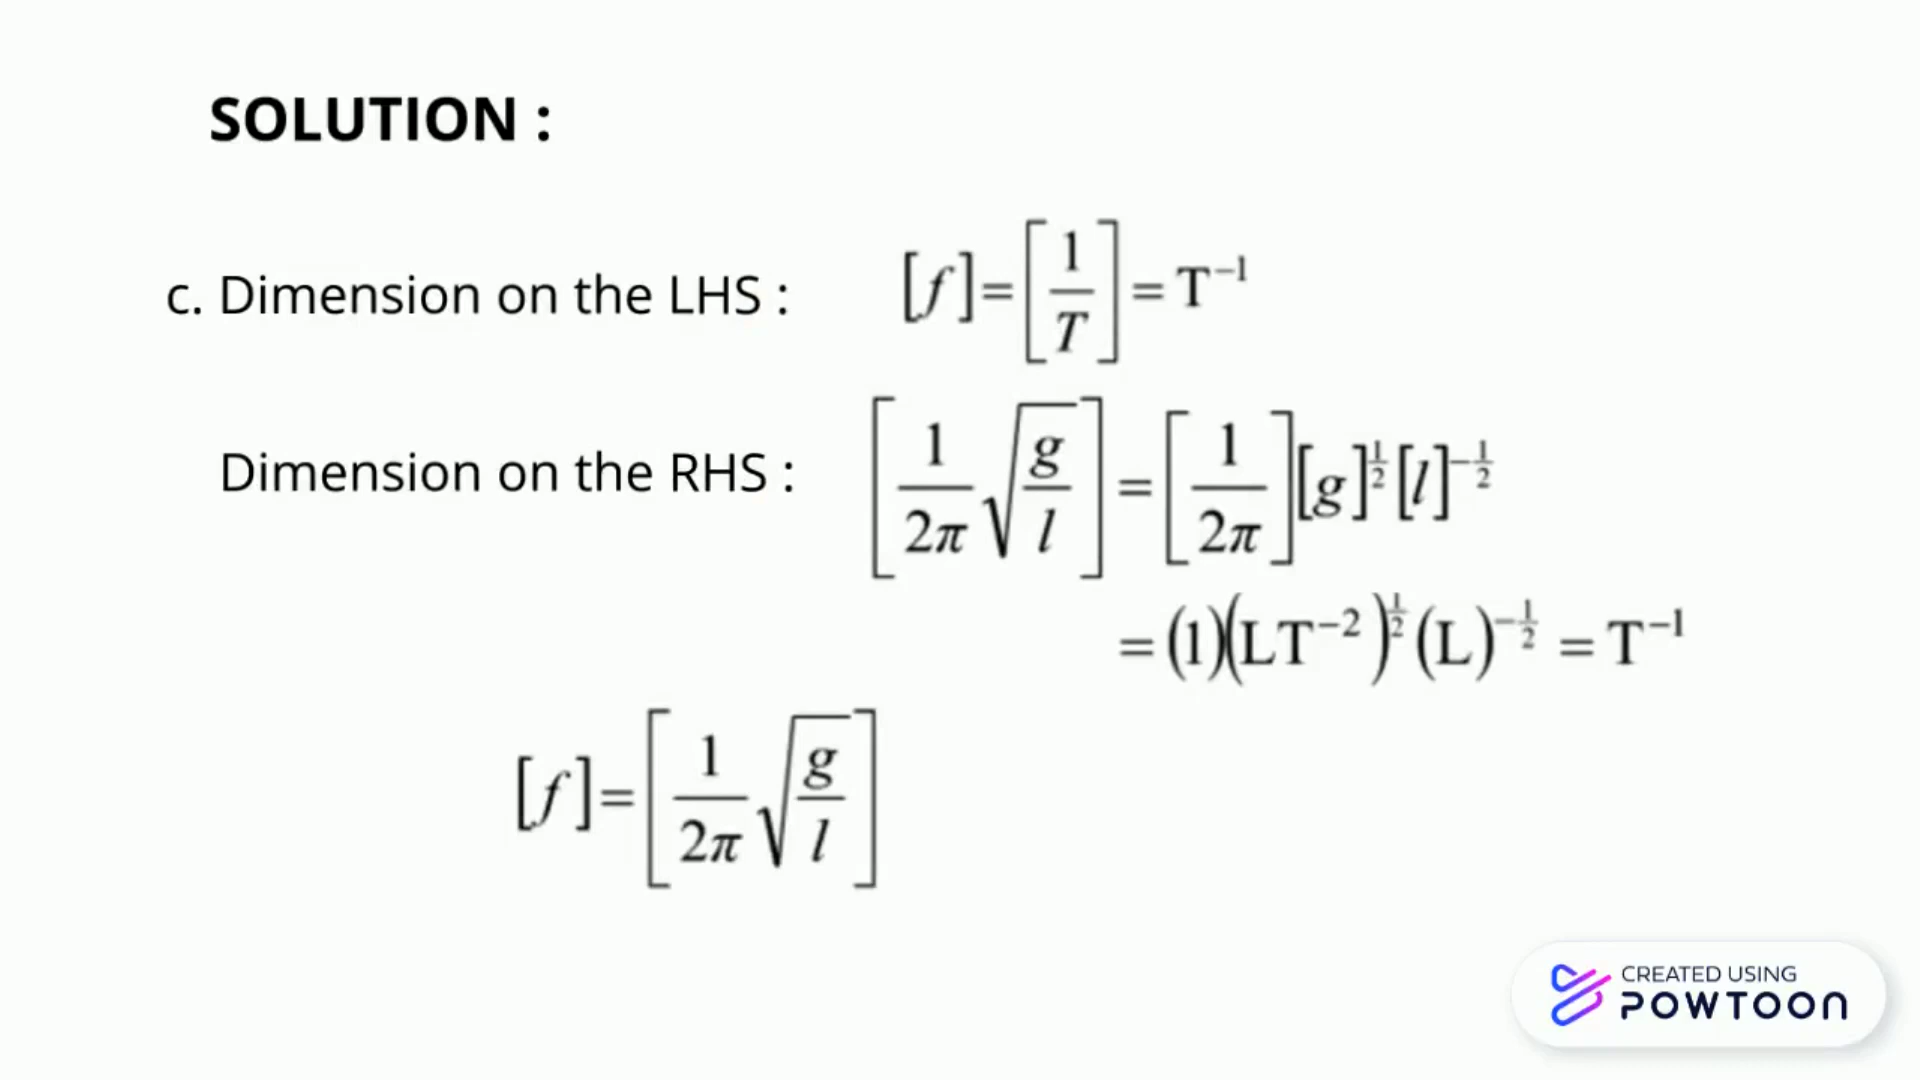 SOLUTION :
c. Dimension on the LHS : [f]=[1/T]=T⁻¹
Dimension on the RHS : [1/2π √(g/l)]=[1/2π][g]^(1/2)[l]^(-1/2)
=(1)(LT⁻²)^(1/2)(L)^(-1/2)=T⁻¹
[f]=[1/2π √(g/l)]
CREATED USING
POWTOON